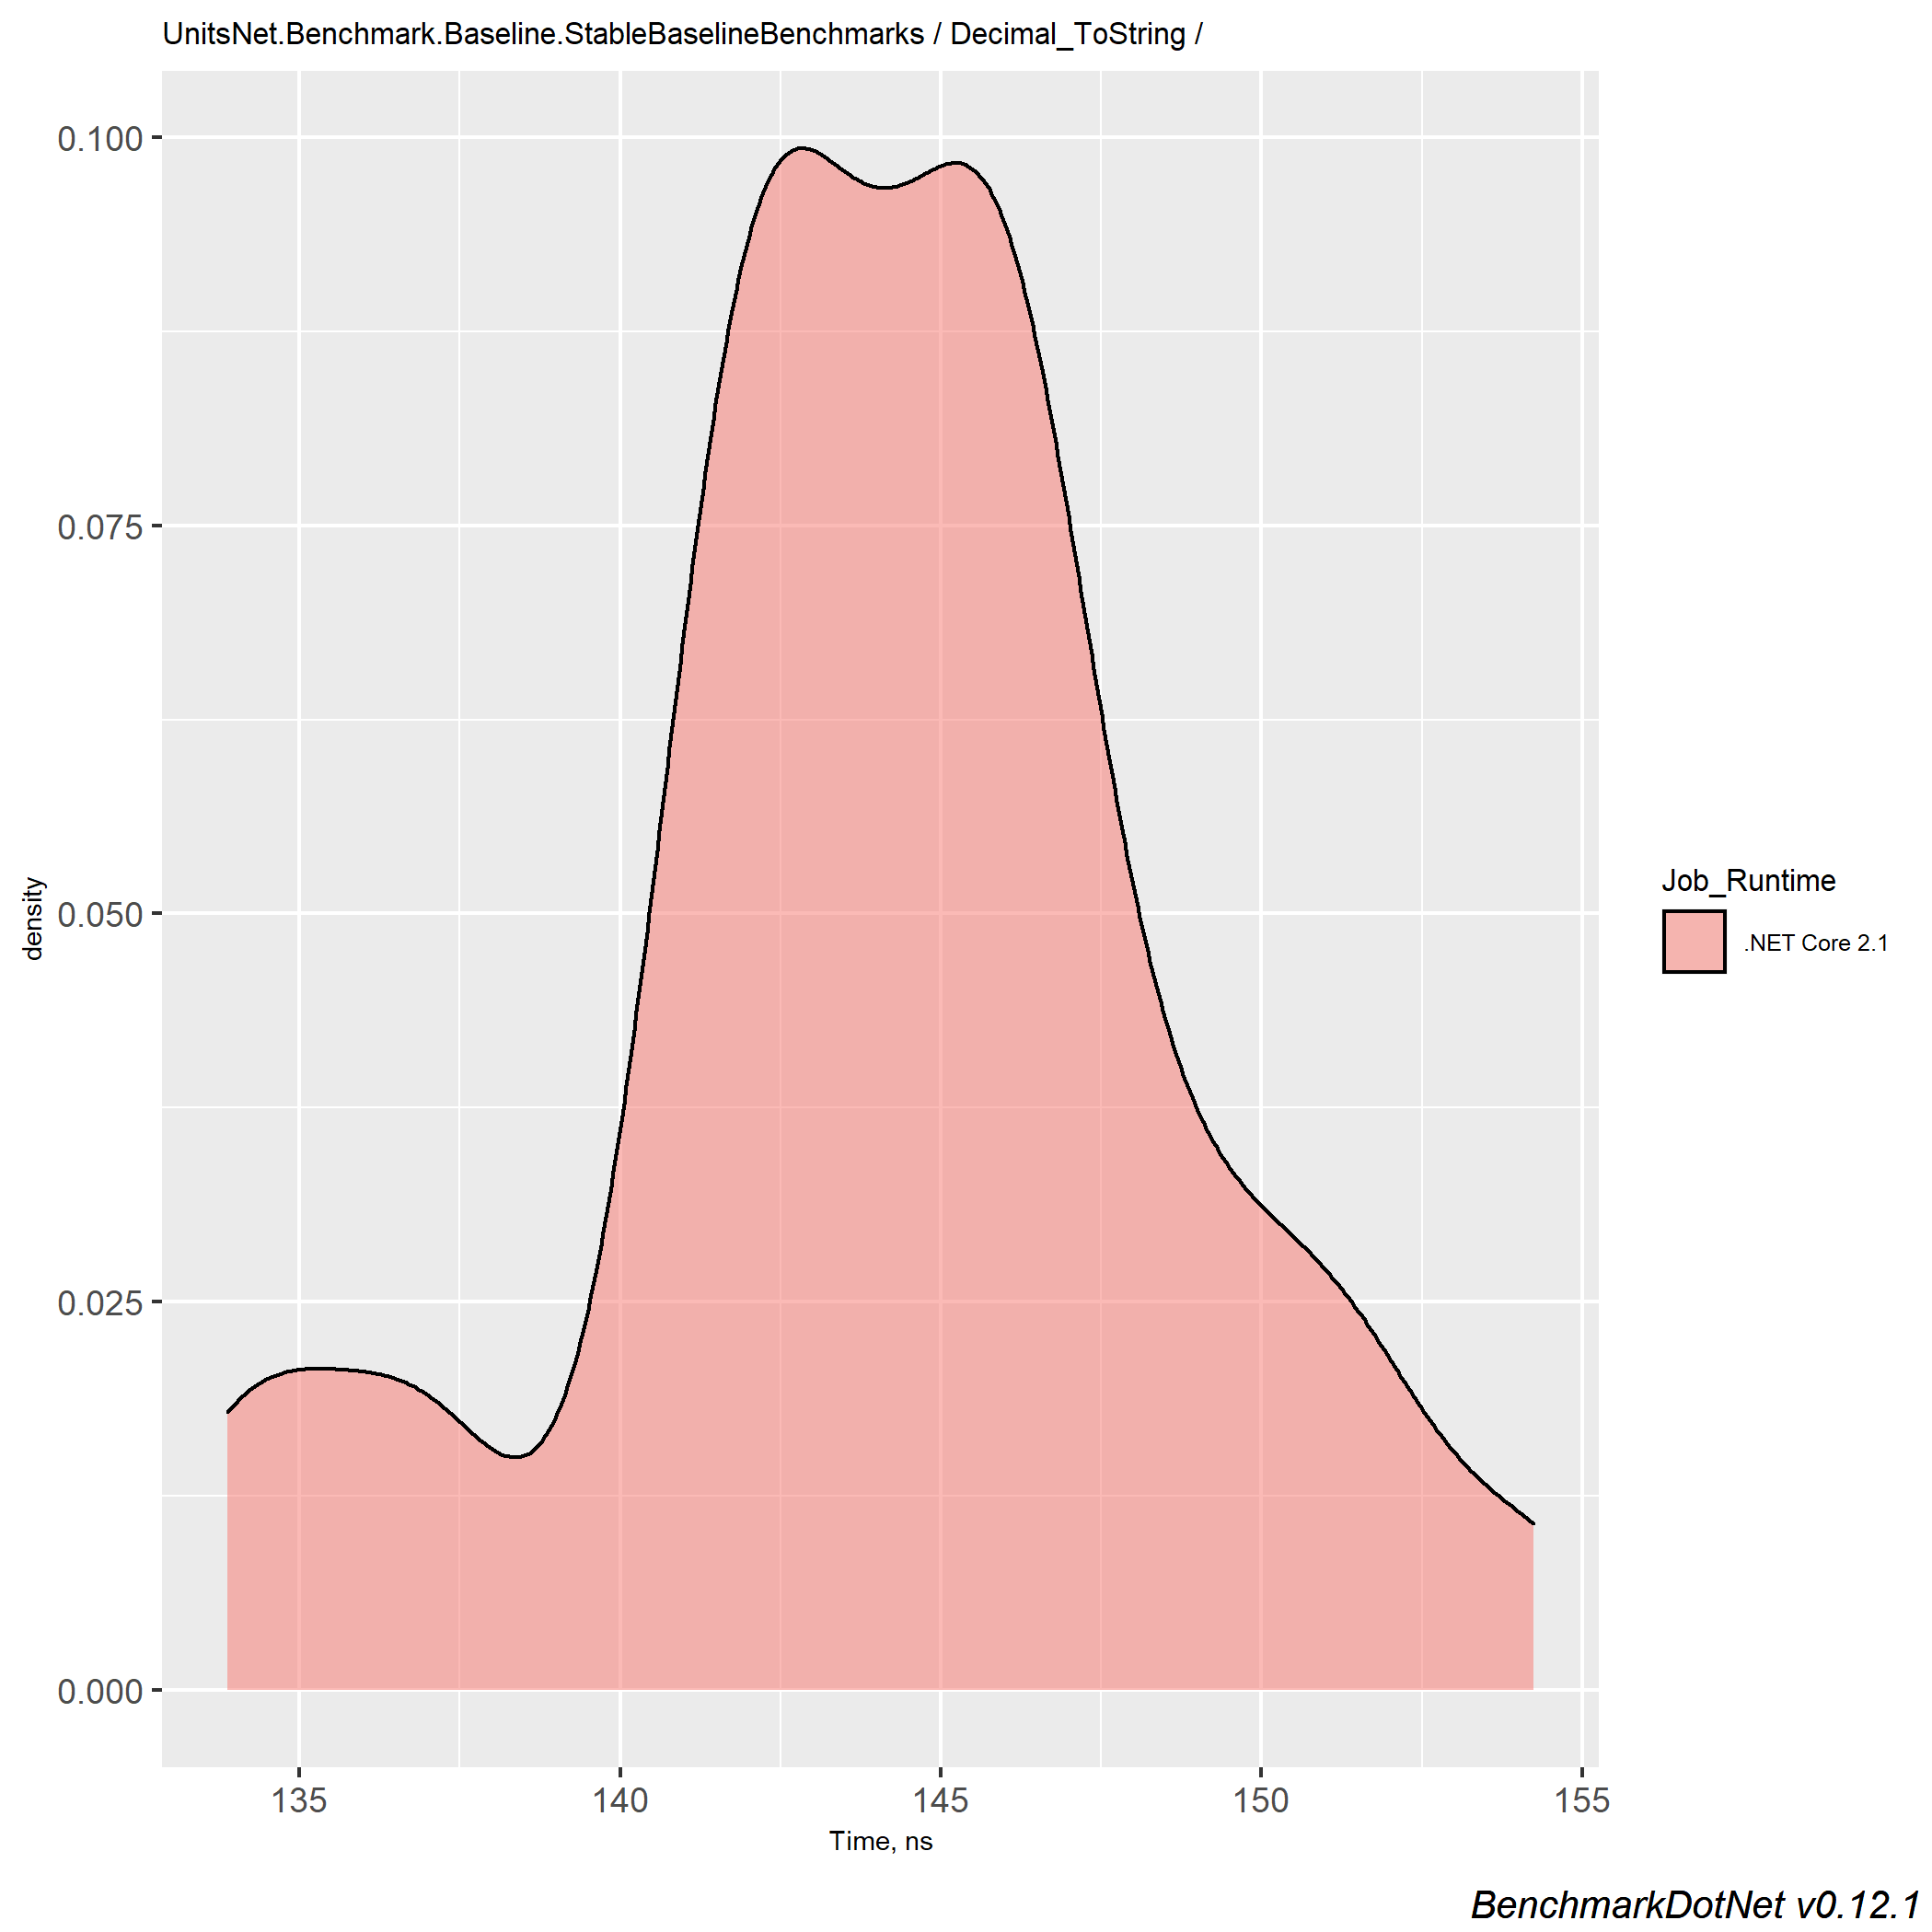 UnitsNet.Benchmark.Baseline.StableBaselineBenchmarks / Decimal_ToString /
0.100
0.075
0.050
0.025
0.000
density
135 140 145 150 155
Time, ns
Job_Runtime
.NET Core 2.1
BenchmarkDotNet v0.12.1